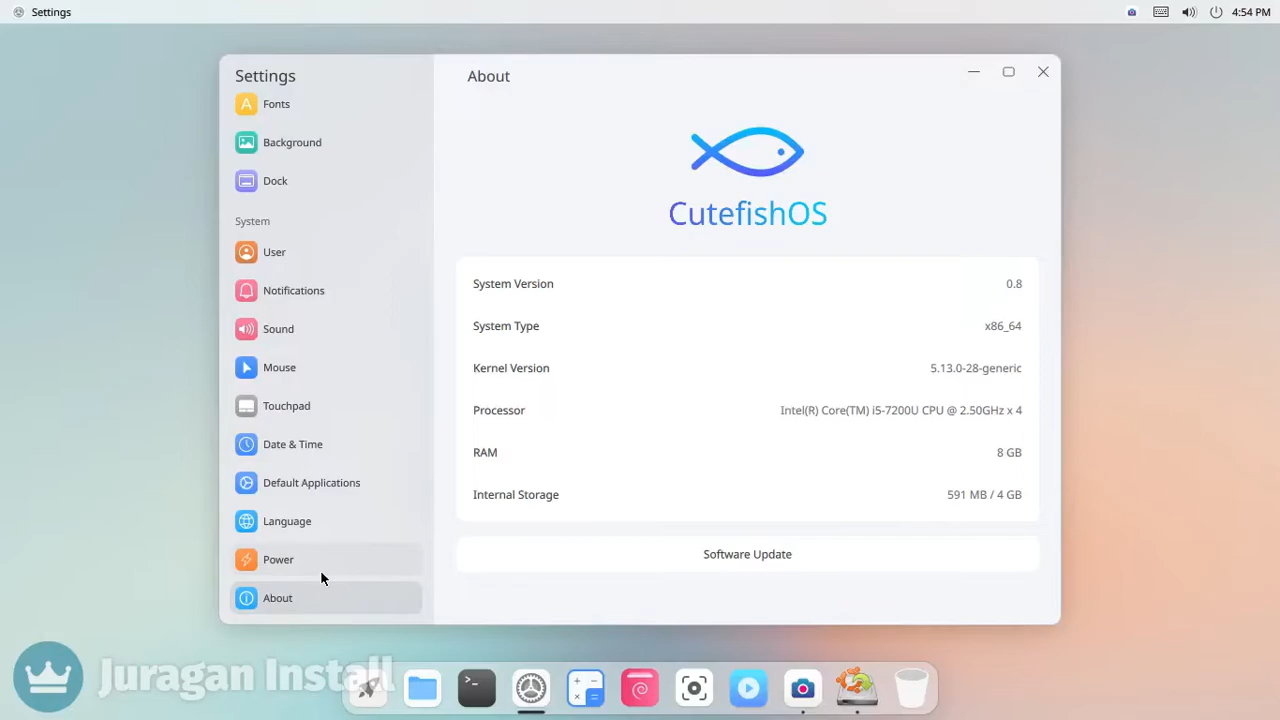 Settings
4:54 PM
Settings
Fonts
Background
Dock
System
User
Notifications
Sound
Mouse
Touchpad
Date & Time
Default Applications
Language
Power
About
About
CutefishOS
System Version 0.8
System Type x86_64
Kernel Version 5.13.0-28-generic
Processor Intel(R) Core(TM) i5-7200U CPU @ 2.50GHz x 4
RAM 8 GB
Internal Storage 591 MB / 4 GB
Software Update
Juragan Install